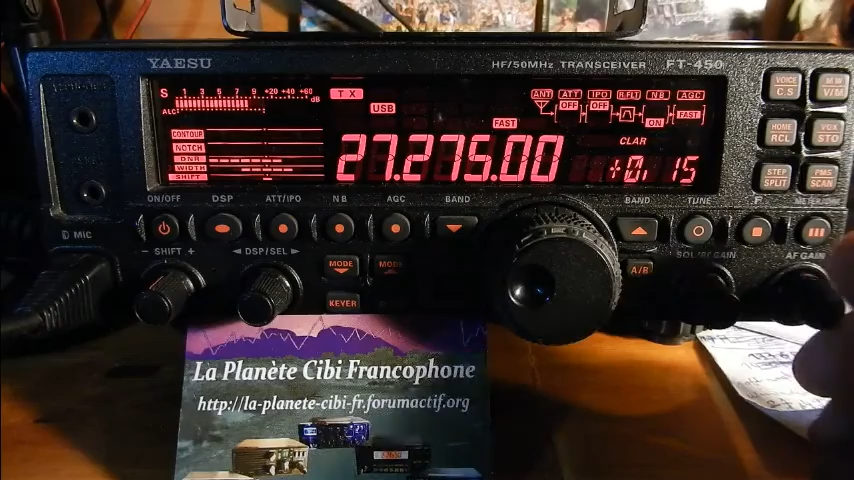 YAESU
HF/50MHz TRANSCEIVER FT-450
S 1 3 5 7 9 +20 +40 +60 dB
ALC
TX
USB
FAST
ANT ATT IPO R.FLT NB AGC
OFF OFF ON FAST
CONTOUR
NOTCH
DNR
WIDTH
SHIFT
27.275.00
CLAR
+0.15
VOICE
C.S
M/W
V/M
HOME
RCL
VOX
STO
STEP
SPLIT
PMS
SCAN
ON/OFF DSP ATT/IPO NB AGC BAND
BAND TUNE F
MIC
- SHIFT +
◄DSP/SEL►
MODE
KEYER
A/B
AF GAIN
La Planète Cibi Francophone
http://la-planete-cibi-fr.forumactif.org